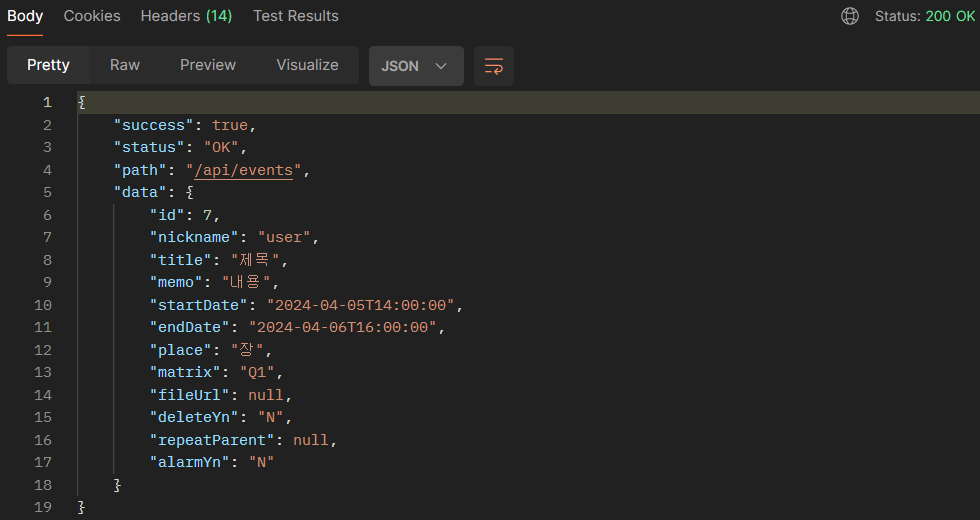 Body Cookies Headers (14) Test Results Status: 200 OK
Pretty Raw Preview Visualize JSON
1 {
2 "success": true,
3 "status": "OK",
4 "path": "/api/events",
5 "data": {
6 "id": 7,
7 "nickname": "user",
8 "title": "제목",
9 "memo": "내용",
10 "startDate": "2024-04-05T14:00:00",
11 "endDate": "2024-04-06T16:00:00",
12 "place": "장",
13 "matrix": "Q1",
14 "fileUrl": null,
15 "deleteYn": "N",
16 "repeatParent": null,
17 "alarmYn": "N"
18 }
19 }